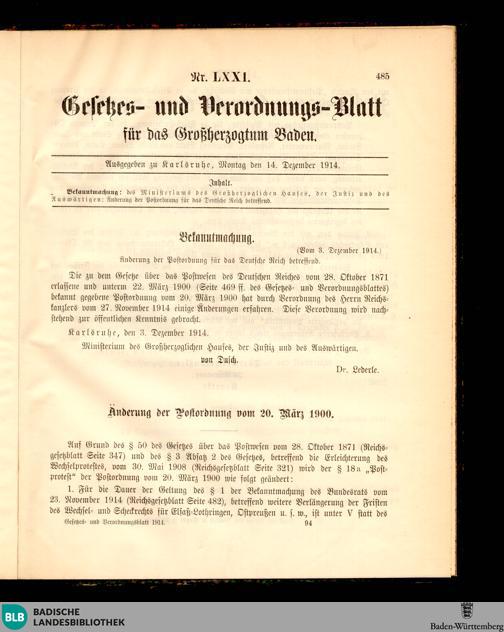 Nr. LXXI.
485
Gesetzes- und Verordnungs-Blatt
für das Großherzogtum Baden.
Ausgegeben zu Karlsruhe, Montag den 14. Dezember 1914.
Inhalt.
Bekanntmachung: des Ministeriums des Großherzoglichen Hauses, der Justiz und des
Auswärtigen: Änderung der Postordnung für das Deutsche Reich betreffend.
Bekanntmachung.
(Vom 3. Dezember 1914.)
Änderung der Postordnung für das Deutsche Reich betreffend.
Die zu dem Gesetze über das Postwesen des Deutschen Reiches vom 28. Oktober 1871
erlassene und unterm 22. März 1900 (Seite 469 ff. des Gesetzes- und Verordnungsblattes)
bekannt gegebene Postordnung vom 20. März 1900 hat durch Verordnung des Herrn Reichs-
kanzlers vom 27. November 1914 einige Änderungen erfahren. Diese Verordnung wird nach-
stehend zur öffentlichen Kenntnis gebracht.
Karlsruhe, den 3. Dezember 1914.
Ministerium des Großherzoglichen Hauses, der Justiz und des Auswärtigen.
von Dusch.
Dr. Lederle.
Änderung der Postordnung vom 20. März 1900.
Auf Grund des § 50 des Gesetzes über das Postwesen vom 28. Oktober 1871 (Reichs-
gesetzblatt Seite 347) und des § 3 Absatz 2 des Gesetzes, betreffend die Erleichterung des
Wechselprotestes, vom 30. Mai 1908 (Reichsgesetzblatt Seite 321) wird der § 18a „Post-
protest“ der Postordnung vom 20. März 1900 wie folgt geändert:
1. Für die Dauer der Geltung des § 1 der Bekanntmachung des Bundesrats vom
23. November 1914 (Reichsgesetzblatt Seite 482), betreffend weitere Verlängerung der Fristen
des Wechsel- und Scheckrechts für Elsaß-Lothringen, Ostpreußen u. s. w., ist unter V statt des
Gesetzes- und Verordnungsblatt 1914.
94
BLB
BADISCHE
LANDESBIBLIOTHEK
Baden-Württemberg